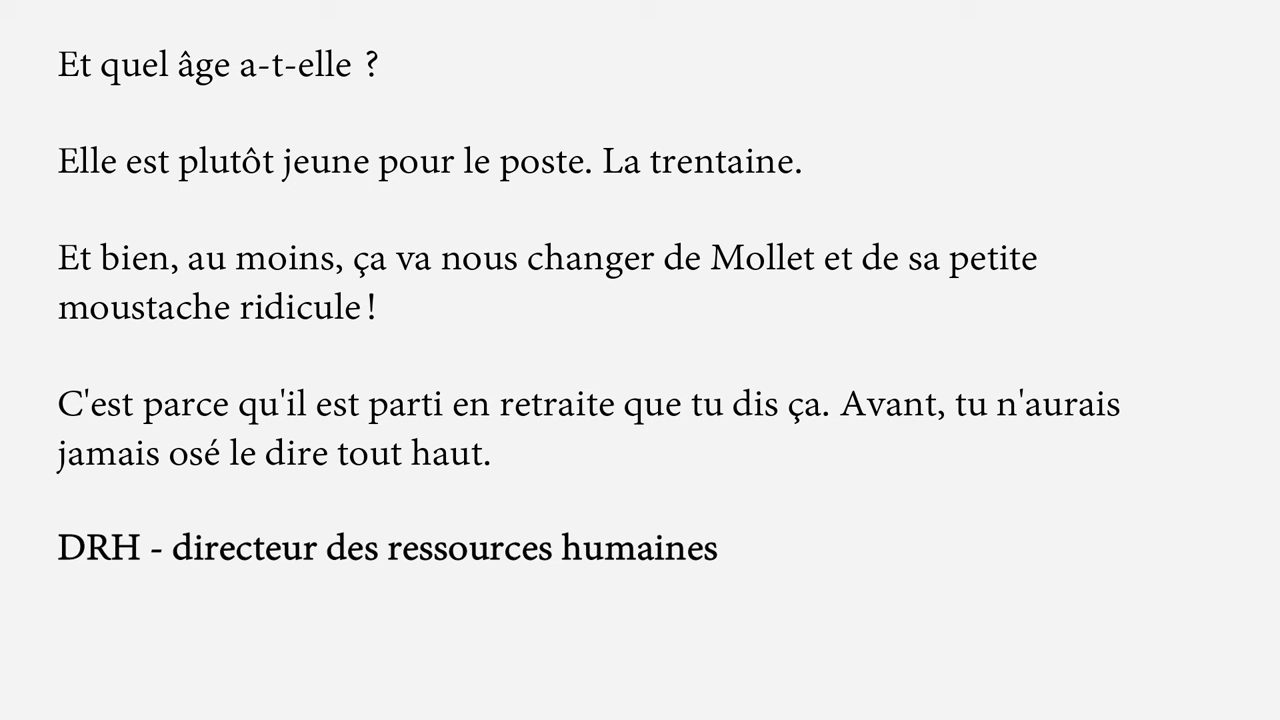 Et quel âge a-t-elle ?
Elle est plutôt jeune pour le poste. La trentaine.
Et bien, au moins, ça va nous changer de Mollet et de sa petite
moustache ridicule !
C'est parce qu'il est parti en retraite que tu dis ça. Avant, tu n'aurais
jamais osé le dire tout haut.
DRH - directeur des ressources humaines